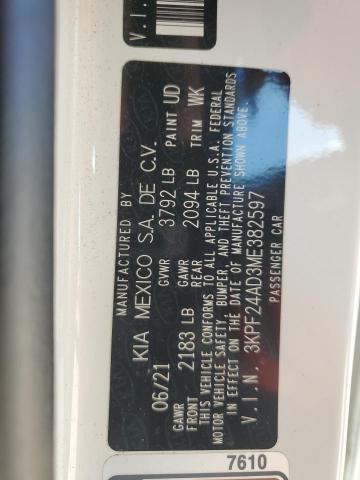 V.I.
MANUFACTURED BY
KIA MEXICO S.A. DE C.V.
06/21 GVWR 3792 LB PAINT UD
GAWR FRONT 2183 LB GAWR REAR 2094 LB TRIM WK
THIS VEHICLE CONFORMS TO ALL APPLICABLE U.S.A. FEDERAL
MOTOR VEHICLE SAFETY, BUMPER, AND THEFT PREVENTION STANDARDS
IN EFFECT ON THE DATE OF MANUFACTURE SHOWN ABOVE.
V.I.N. 3KPF24AD3ME382597
PASSENGER CAR
7610